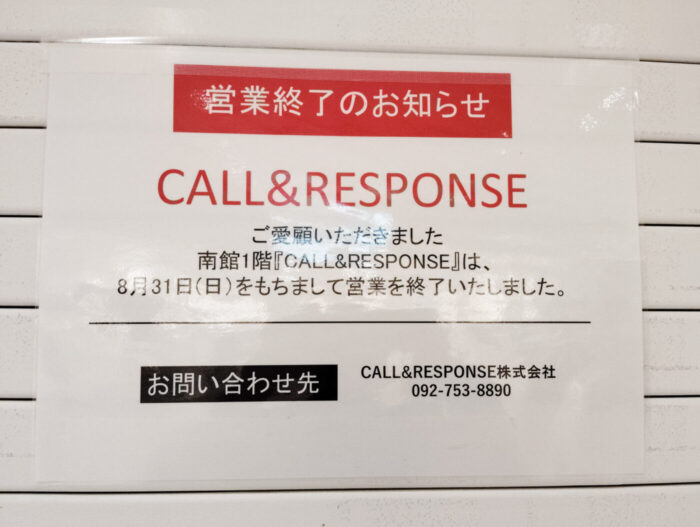 営業終了のお知らせ
CALL&RESPONSE
ご愛顧いただきました
南館1階『CALL&RESPONSE』は、
8月31日(日)をもちまして営業を終了いたしました。
お問い合わせ先
CALL&RESPONSE株式会社
092-753-8890